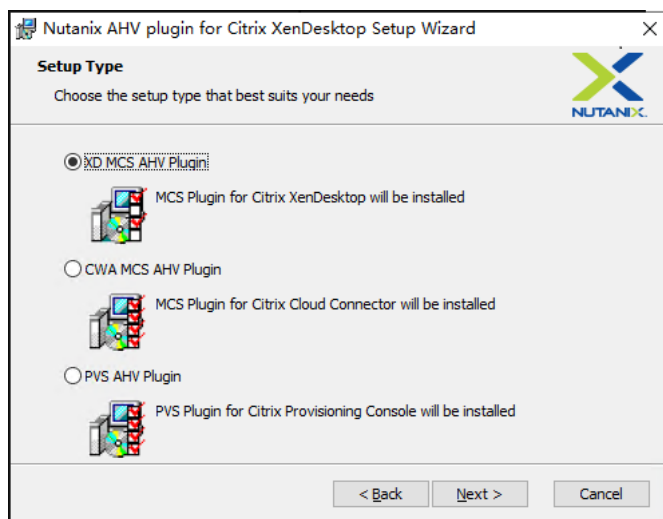 Nutanix AHV plugin for Citrix XenDesktop Setup Wizard
Setup Type
Choose the setup type that best suits your needs
NUTANIX.
XD MCS AHV Plugin
MCS Plugin for Citrix XenDesktop will be installed
CWA MCS AHV Plugin
MCS Plugin for Citrix Cloud Connector will be installed
PVS AHV Plugin
PVS Plugin for Citrix Provisioning Console will be installed
< Back Next > Cancel